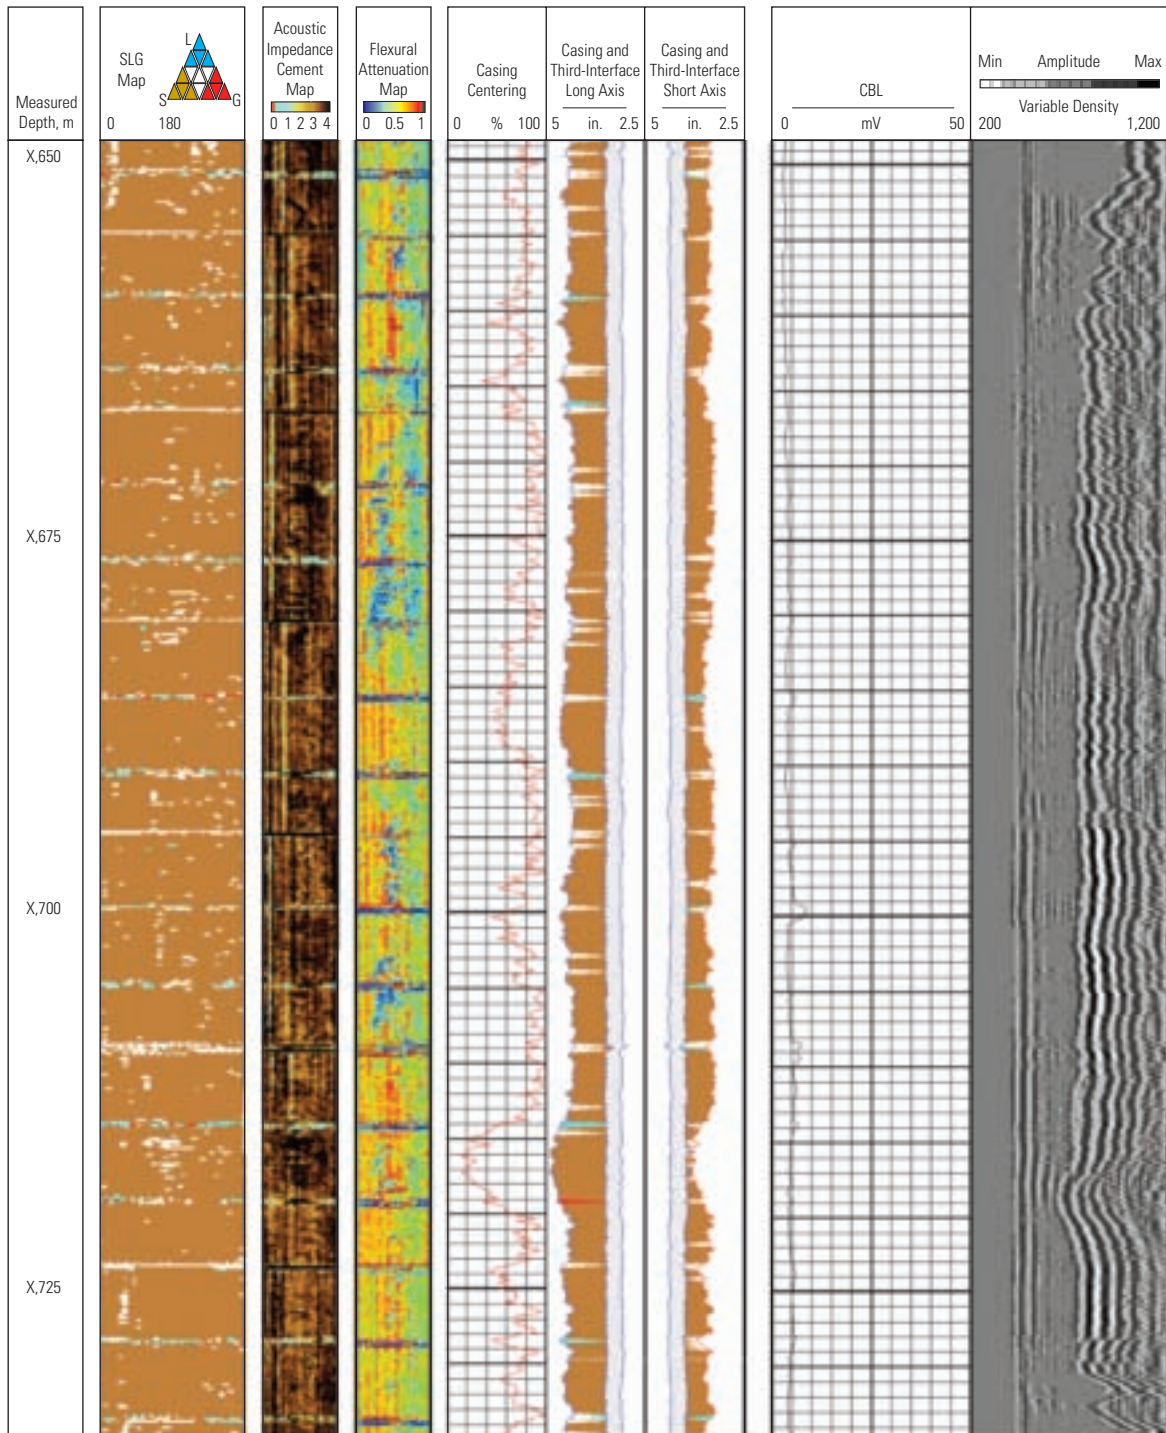 Measured
Depth, m
SLG
Map
L
S
G
0 180
Acoustic
Impedance
Cement
Map
0 1 2 3 4
Flexural
Attenuation
Map
0 0.5 1
Casing
Centering
0 % 100
Casing and
Third-Interface
Long Axis
5 in. 2.5
Casing and
Third-Interface
Short Axis
5 in. 2.5
CBL
0 mV 50
Min Amplitude Max
Variable Density
200 1,200
X,650
X,675
X,700
X,725